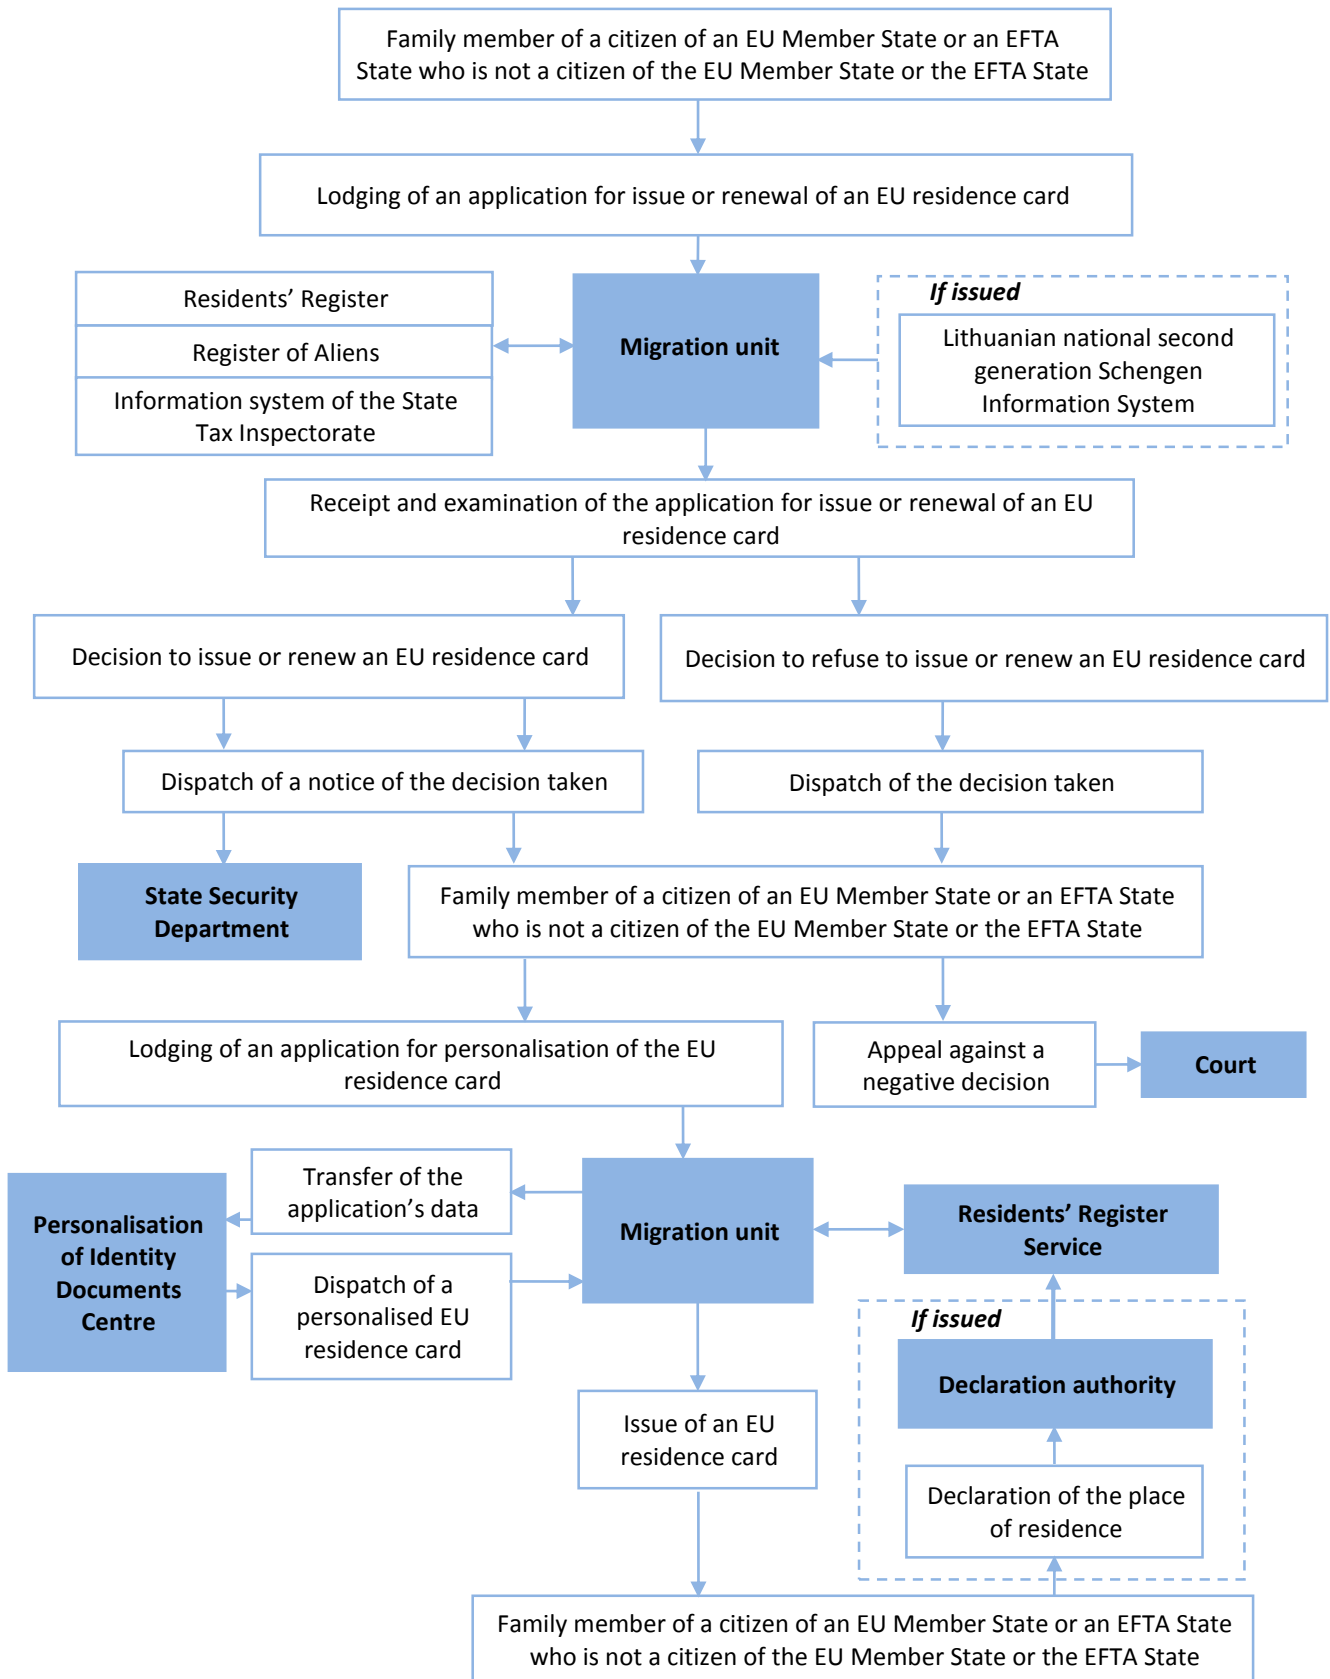 Family member of a citizen of an EU Member State or an EFTA
State who is not a citizen of the EU Member State or the EFTA State
Lodging of an application for issue or renewal of an EU residence card
Residents’ Register
Register of Aliens
Information system of the State
Tax Inspectorate
Migration unit
If issued
Lithuanian national second
generation Schengen
Information System
Receipt and examination of the application for issue or renewal of an EU
residence card
Decision to issue or renew an EU residence card
Decision to refuse to issue or renew an EU residence card
Dispatch of a notice of the decision taken
Dispatch of the decision taken
State Security
Department
Family member of a citizen of an EU Member State or an EFTA State
who is not a citizen of the EU Member State or the EFTA State
Lodging of an application for personalisation of the EU
residence card
Appeal against a
negative decision
Court
Personalisation
of Identity
Documents
Centre
Transfer of the
application’s data
Dispatch of a
personalised EU
residence card
Migration unit
Residents’ Register
Service
If issued
Declaration authority
Issue of an EU
residence card
Declaration of the place
of residence
Family member of a citizen of an EU Member State or an EFTA State
who is not a citizen of the EU Member State or the EFTA State